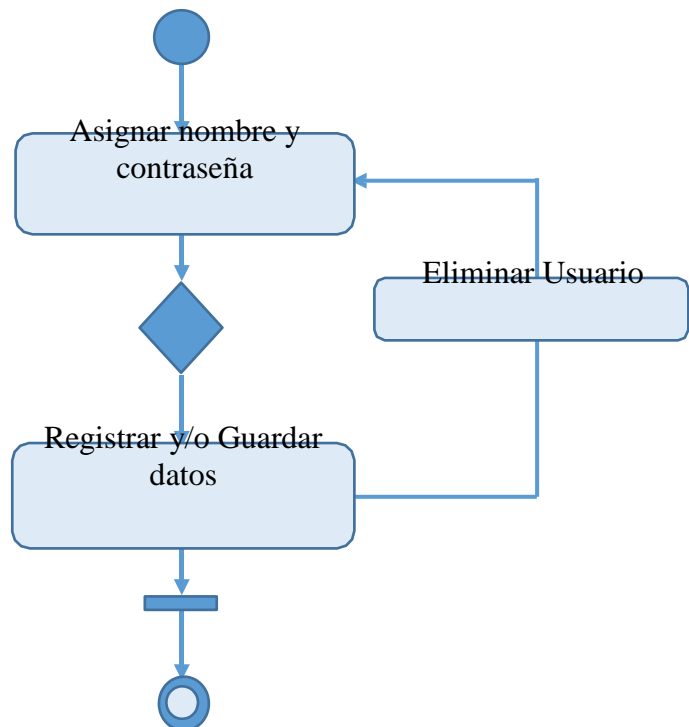 Asignar nombre y
contraseña
Eliminar Usuario
Registrar y/o Guardar
datos